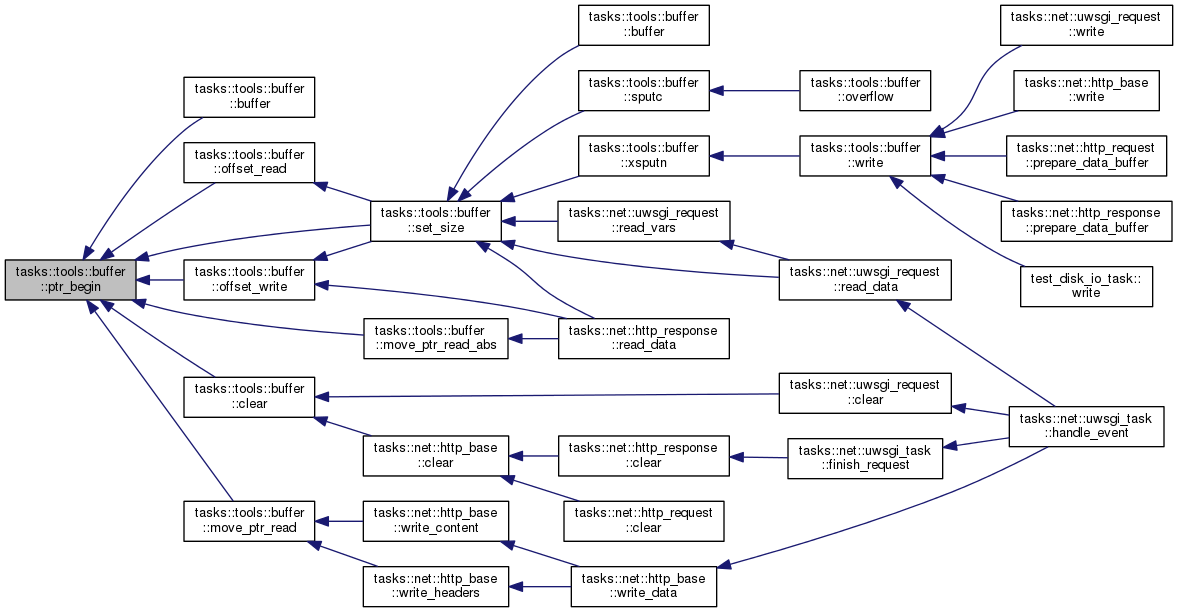 tasks::tools::buffer
::ptr_begin
tasks::tools::buffer
::buffer
tasks::tools::buffer
::offset_read
tasks::tools::buffer
::offset_write
tasks::tools::buffer
::clear
tasks::tools::buffer
::move_ptr_read
tasks::tools::buffer
::set_size
tasks::tools::buffer
::move_ptr_read_abs
tasks::net::http_base
::clear
tasks::net::http_base
::write_content
tasks::net::http_base
::write_headers
tasks::tools::buffer
::buffer
tasks::tools::buffer
::sputc
tasks::tools::buffer
::xsputn
tasks::net::uwsgi_request
::read_vars
tasks::net::http_response
::read_data
tasks::net::http_response
::clear
tasks::net::http_request
::clear
tasks::net::http_base
::write_data
tasks::tools::buffer
::overflow
tasks::tools::buffer
::write
tasks::net::uwsgi_request
::read_data
tasks::net::uwsgi_request
::clear
tasks::net::uwsgi_task
::finish_request
tasks::net::uwsgi_request
::write
tasks::net::http_base
::write
tasks::net::http_request
::prepare_data_buffer
tasks::net::http_response
::prepare_data_buffer
test_disk_io_task::
write
tasks::net::uwsgi_task
::handle_event